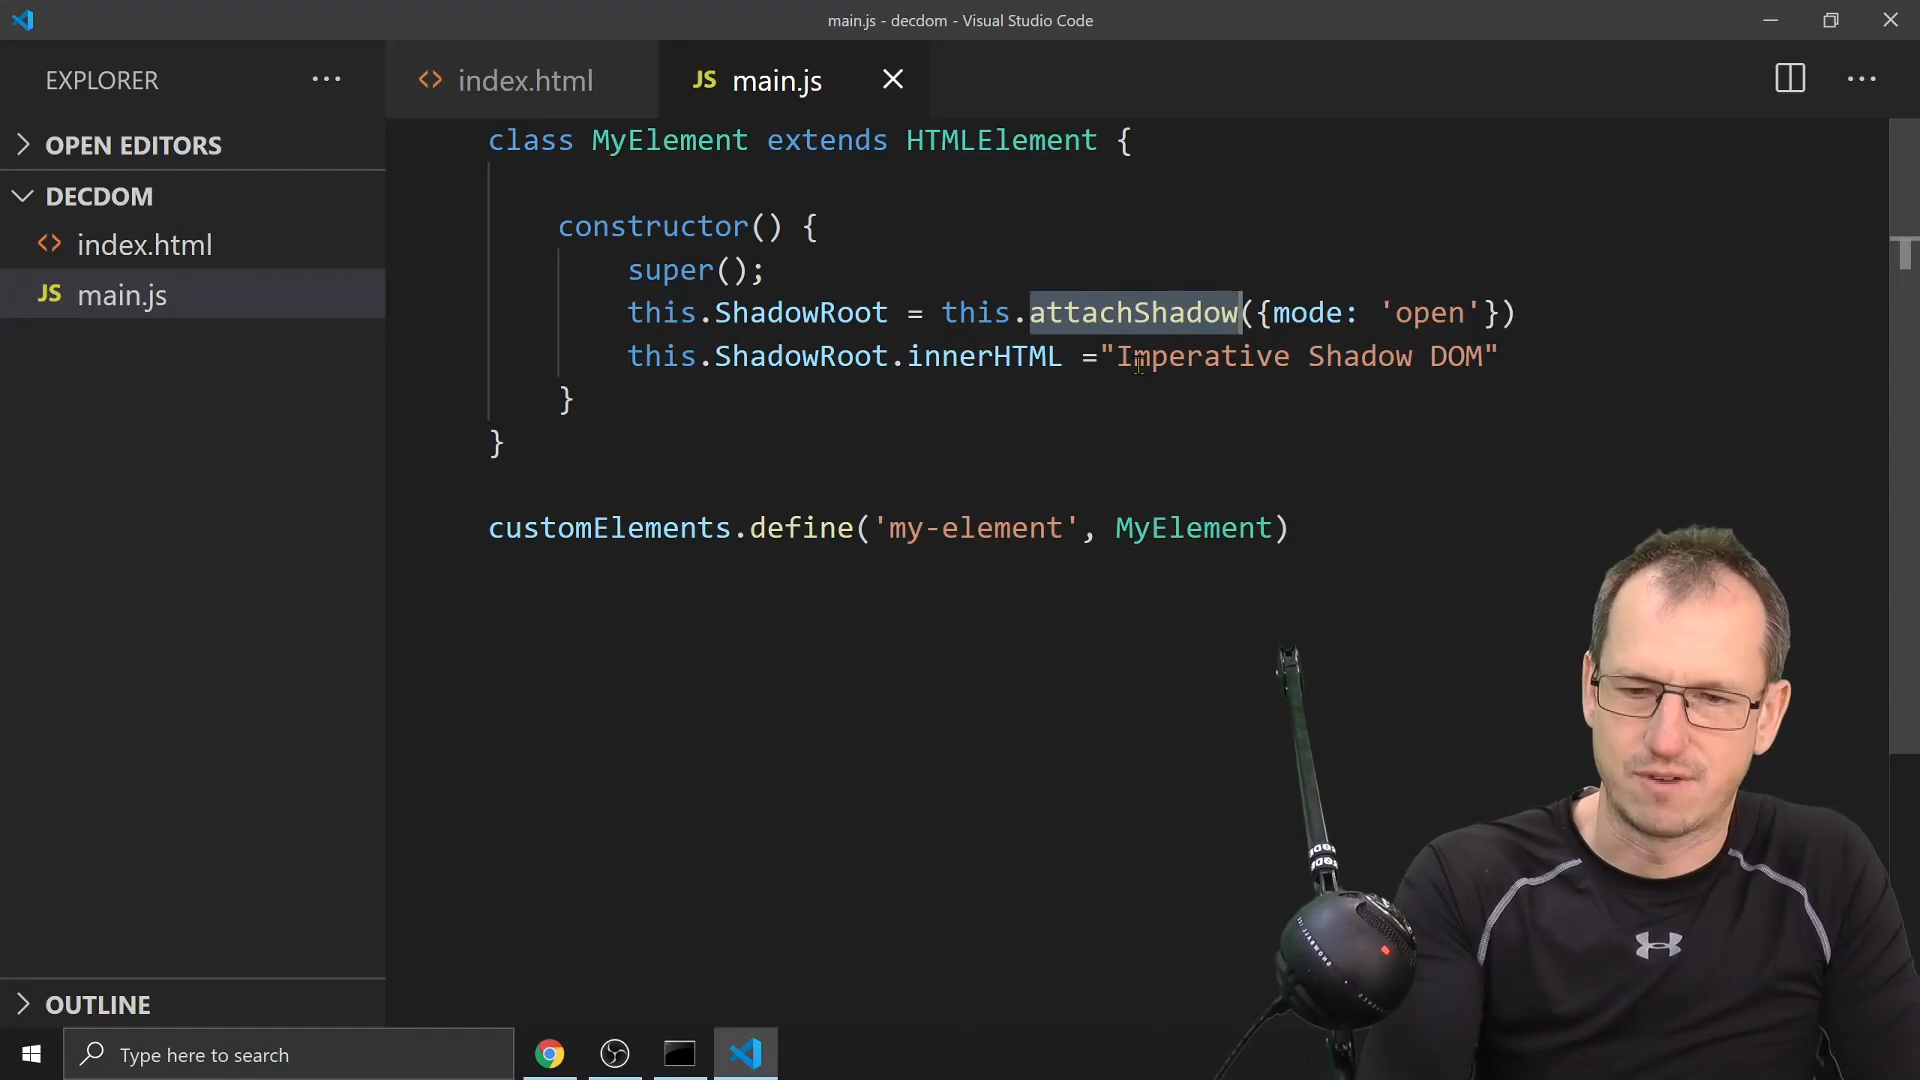 main.js - decdom - Visual Studio Code
EXPLORER
index.html
JS main.js
OPEN EDITORS
DECDOM
index.html
JS main.js
class MyElement extends HTMLElement {
constructor() {
super();
this.ShadowRoot = this.attachShadow({mode: 'open'})
this.ShadowRoot.innerHTML ="Imperative Shadow DOM"
}
}
customElements.define('my-element', MyElement)
OUTLINE
Type here to search